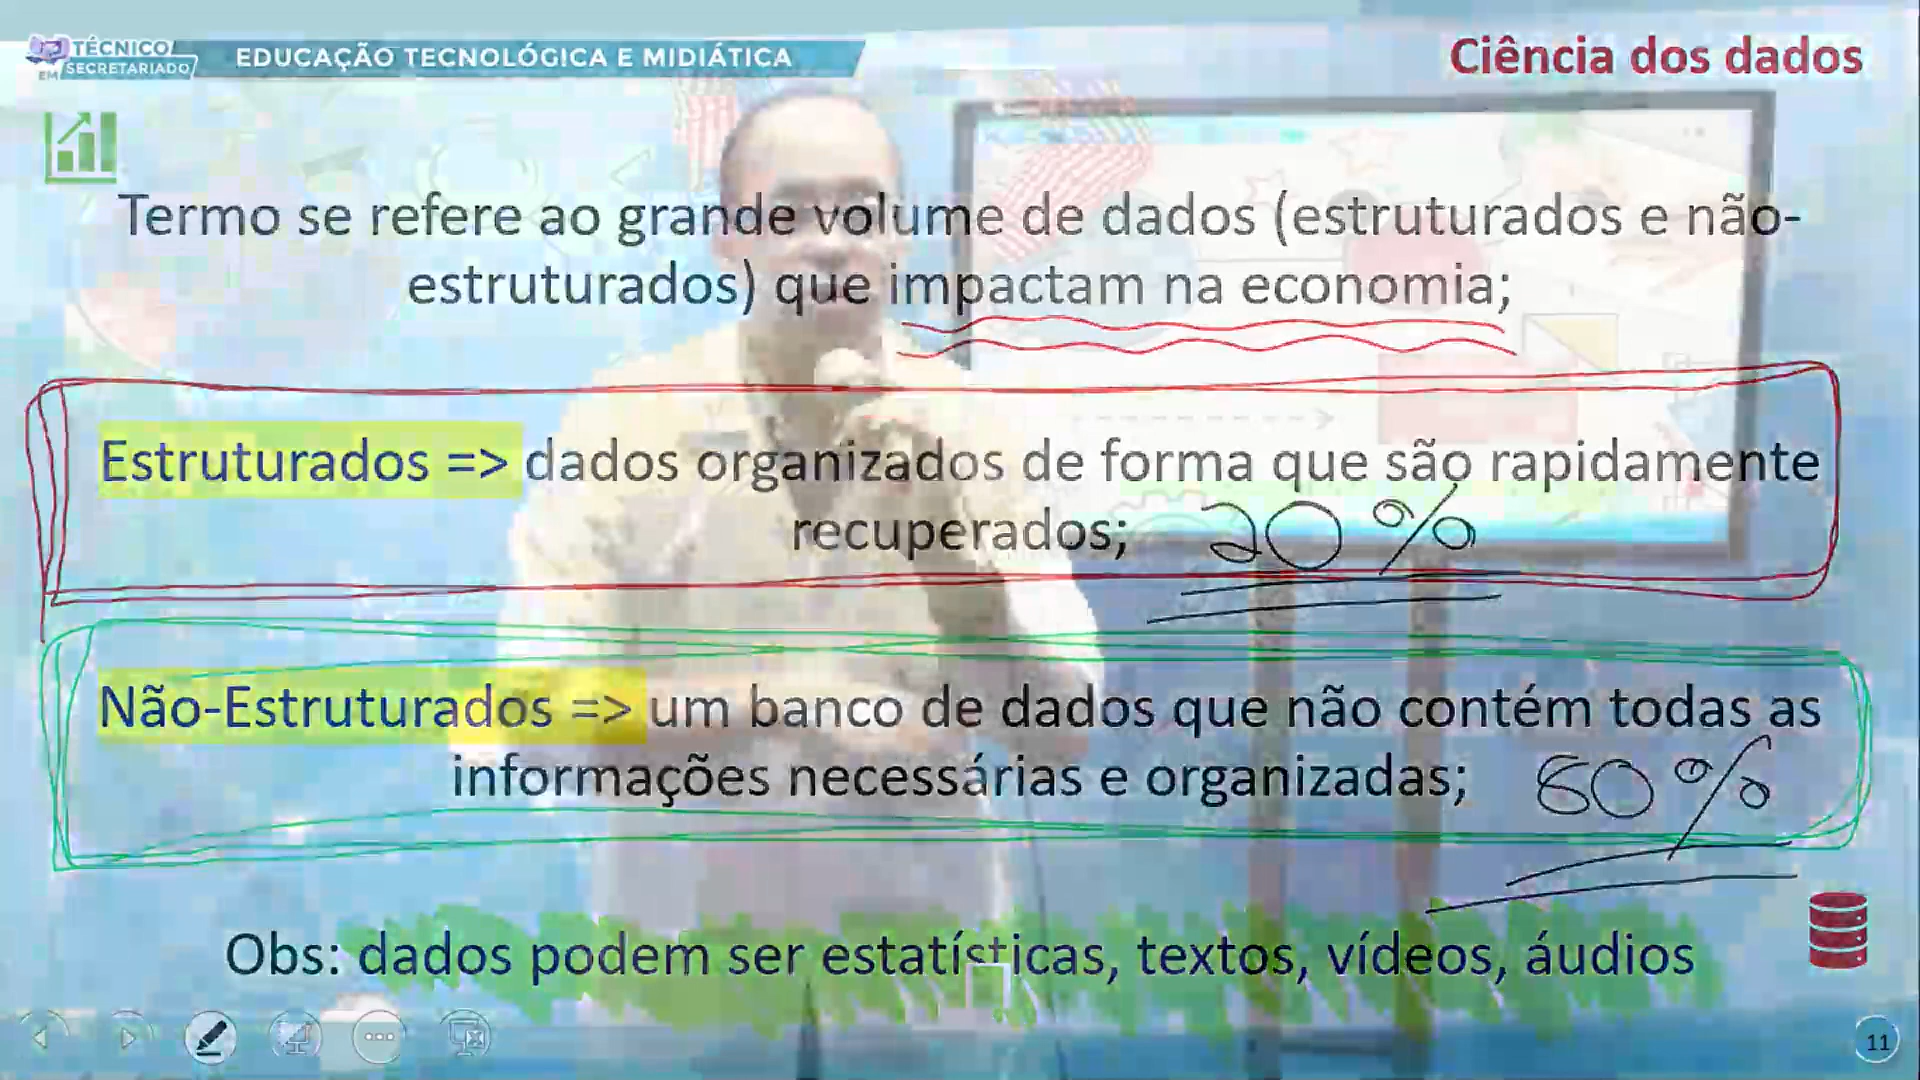 TÉCNICO
EM SECRETARIADO
EDUCAÇÃO TECNOLÓGICA E MIDIÁTICA
Ciência dos dados
Termo se refere ao grande volume de dados (estruturados e não-
estruturados) que impactam na economia;
Estruturados => dados organizados de forma que são rapidamente
recuperados; 20%
Não-Estruturados => um banco de dados que não contém todas as
informações necessárias e organizadas; 80%
Obs: dados podem ser estatísticas, textos, vídeos, áudios
11